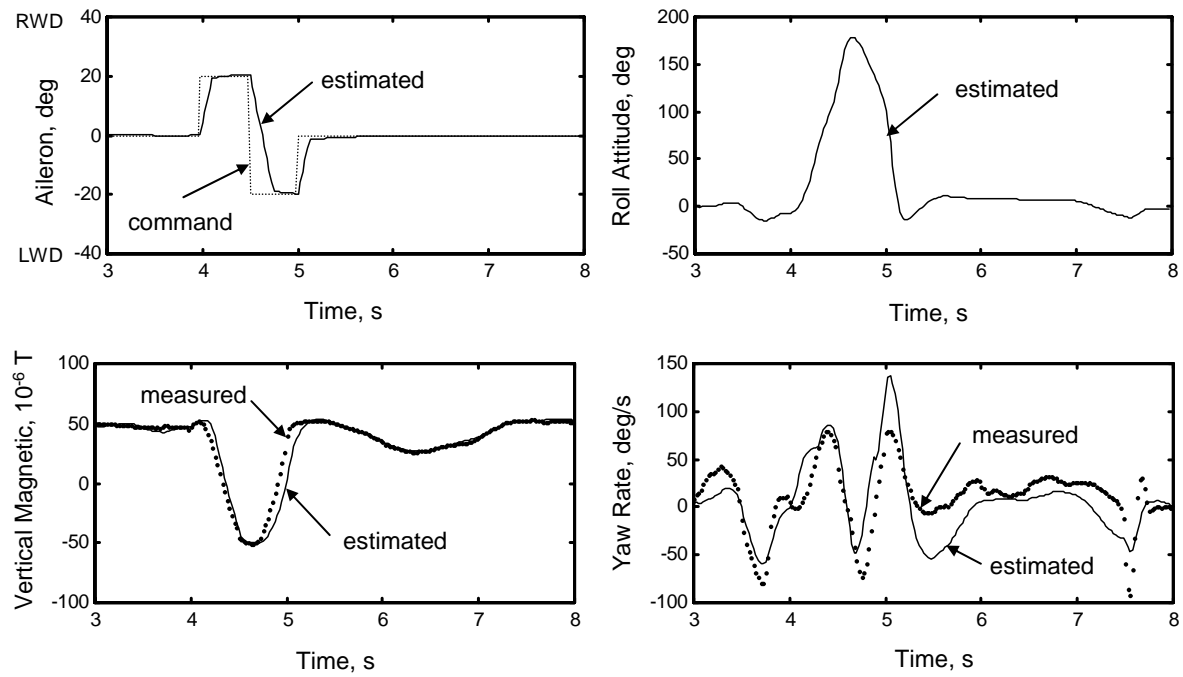 RWD
40
20
0
-20
-40
LWD
Aileron, deg
estimated
command
3 4 5 6 7 8
Time, s
200
150
100
50
0
-50
Roll Attitude, deg
estimated
3 4 5 6 7 8
Time, s
100
50
0
-50
-100
Vertical Magnetic, 10-6 T
measured
estimated
3 4 5 6 7 8
Time, s
150
100
50
0
-50
-100
Yaw Rate, deg/s
measured
estimated
3 4 5 6 7 8
Time, s